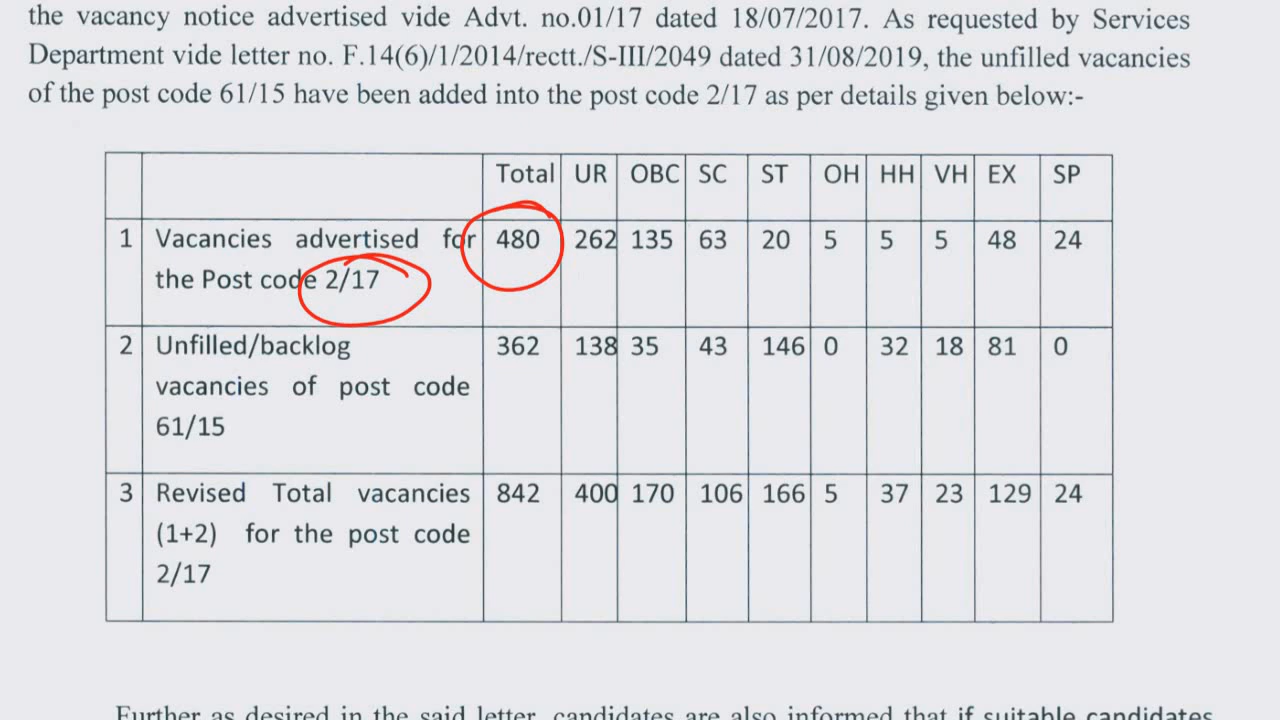 the vacancy notice advertised vide Advt. no.01/17 dated 18/07/2017. As requested by Services
Department vide letter no. F.14(6)/1/2014/rectt./S-III/2049 dated 31/08/2019, the unfilled vacancies
of the post code 61/15 have been added into the post code 2/17 as per details given below:-
Total UR OBC SC ST OH HH VH EX SP
1 Vacancies advertised for 480 262 135 63 20 5 5 5 48 24
the Post code 2/17
2 Unfilled/backlog 362 138 35 43 146 0 32 18 81 0
vacancies of post code
61/15
3 Revised Total vacancies 842 400 170 106 166 5 37 23 129 24
(1+2) for the post code
2/17
Further as desired in the said letter, candidates are also informed that if suitable candidates